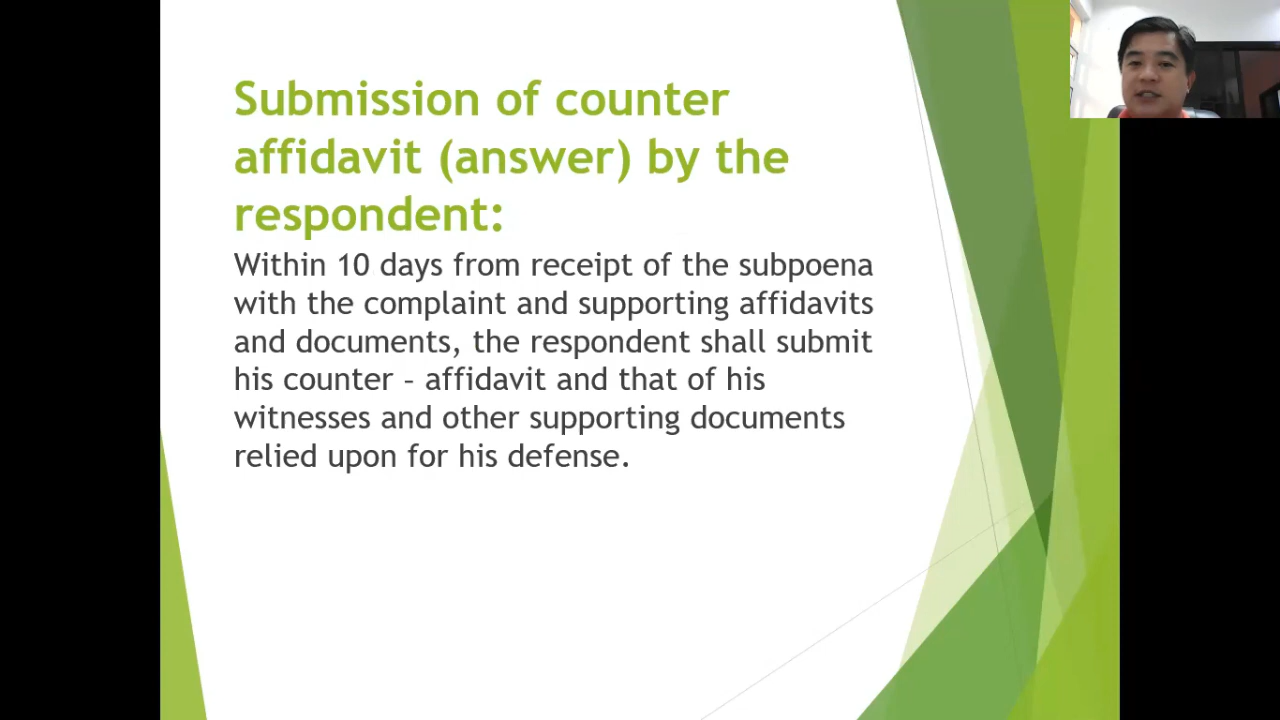 Submission of counter
affidavit (answer) by the
respondent:
Within 10 days from receipt of the subpoena
with the complaint and supporting affidavits
and documents, the respondent shall submit
his counter – affidavit and that of his
witnesses and other supporting documents
relied upon for his defense.